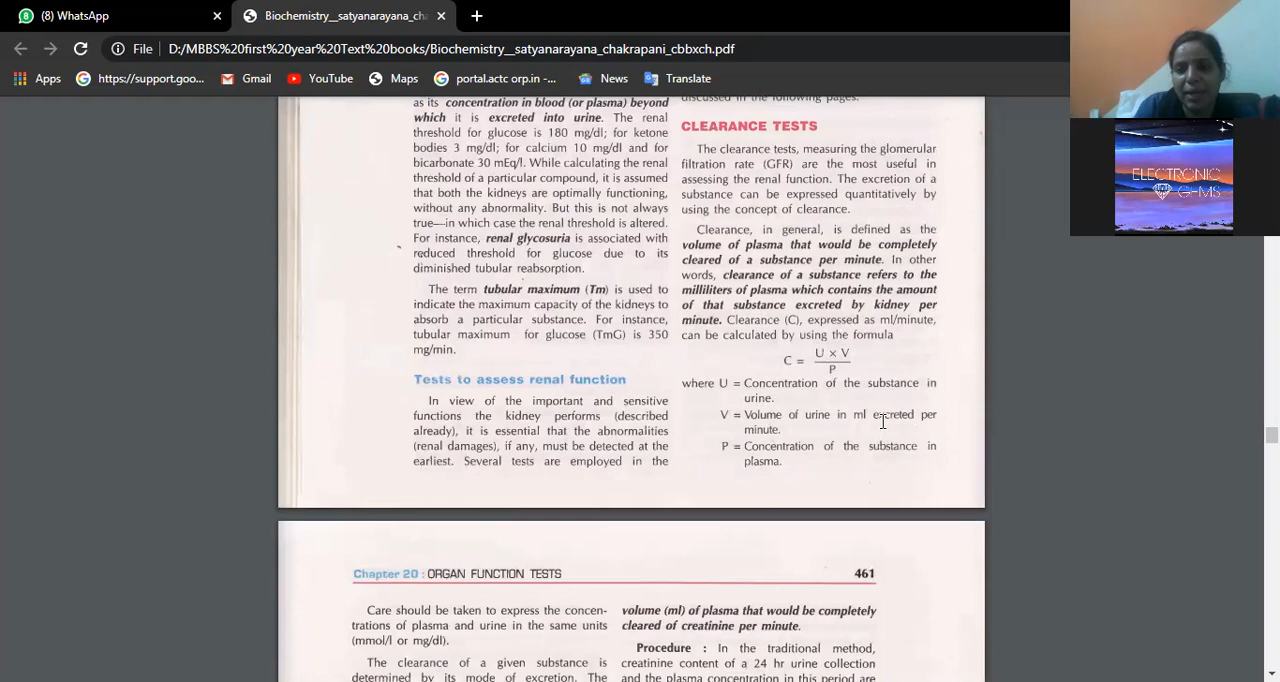 (8) WhatsApp
Biochemistry__satyanarayana_cha
File
D:/MBBS%20first%20year%20Text%20books/Biochemistry__satyanarayana_chakrapani_cbbxch.pdf
Apps
https://support.goo...
Gmail
YouTube
Maps
portal.actc orp.in -...
News
Translate
as its concentration in blood (or plasma) beyond
which it is excreted into urine. The renal
threshold for glucose is 180 mg/dl; for ketone
bodies 3 mg/dl; for calcium 10 mg/dl and for
bicarbonate 30 mEq/l. While calculating the renal
threshold of a particular compound, it is assumed
that both the kidneys are optimally functioning,
without any abnormality. But this is not always
true—in which case the renal threshold is altered.
For instance, renal glycosuria is associated with
reduced threshold for glucose due to its
diminished tubular reabsorption.
The term tubular maximum (Tm) is used to
indicate the maximum capacity of the kidneys to
absorb a particular substance. For instance,
tubular maximum for glucose (TmG) is 350
mg/min.
Tests to assess renal function
In view of the important and sensitive
functions the kidney performs (described
already), it is essential that the abnormalities
(renal damages), if any, must be detected at the
earliest. Several tests are employed in the
discussed in the following pages.
CLEARANCE TESTS
The clearance tests, measuring the glomerular
filtration rate (GFR) are the most useful in
assessing the renal function. The excretion of a
substance can be expressed quantitatively by
using the concept of clearance.
Clearance, in general, is defined as the
volume of plasma that would be completely
cleared of a substance per minute. In other
words, clearance of a substance refers to the
milliliters of plasma which contains the amount
of that substance excreted by kidney per
minute. Clearance (C), expressed as ml/minute,
can be calculated by using the formula
C = U × V
P
where U = Concentration of the substance in
urine.
V = Volume of urine in ml excreted per
minute.
P = Concentration of the substance in
plasma.
Chapter 20 : ORGAN FUNCTION TESTS
461
Care should be taken to express the concen-
trations of plasma and urine in the same units
(mmol/l or mg/dl).
The clearance of a given substance is
determined by its mode of excretion. The
volume (ml) of plasma that would be completely
cleared of creatinine per minute.
Procedure : In the traditional method,
creatinine content of a 24 hr urine collection
and the plasma concentration in this period are
ELECTRONIC
GEMS